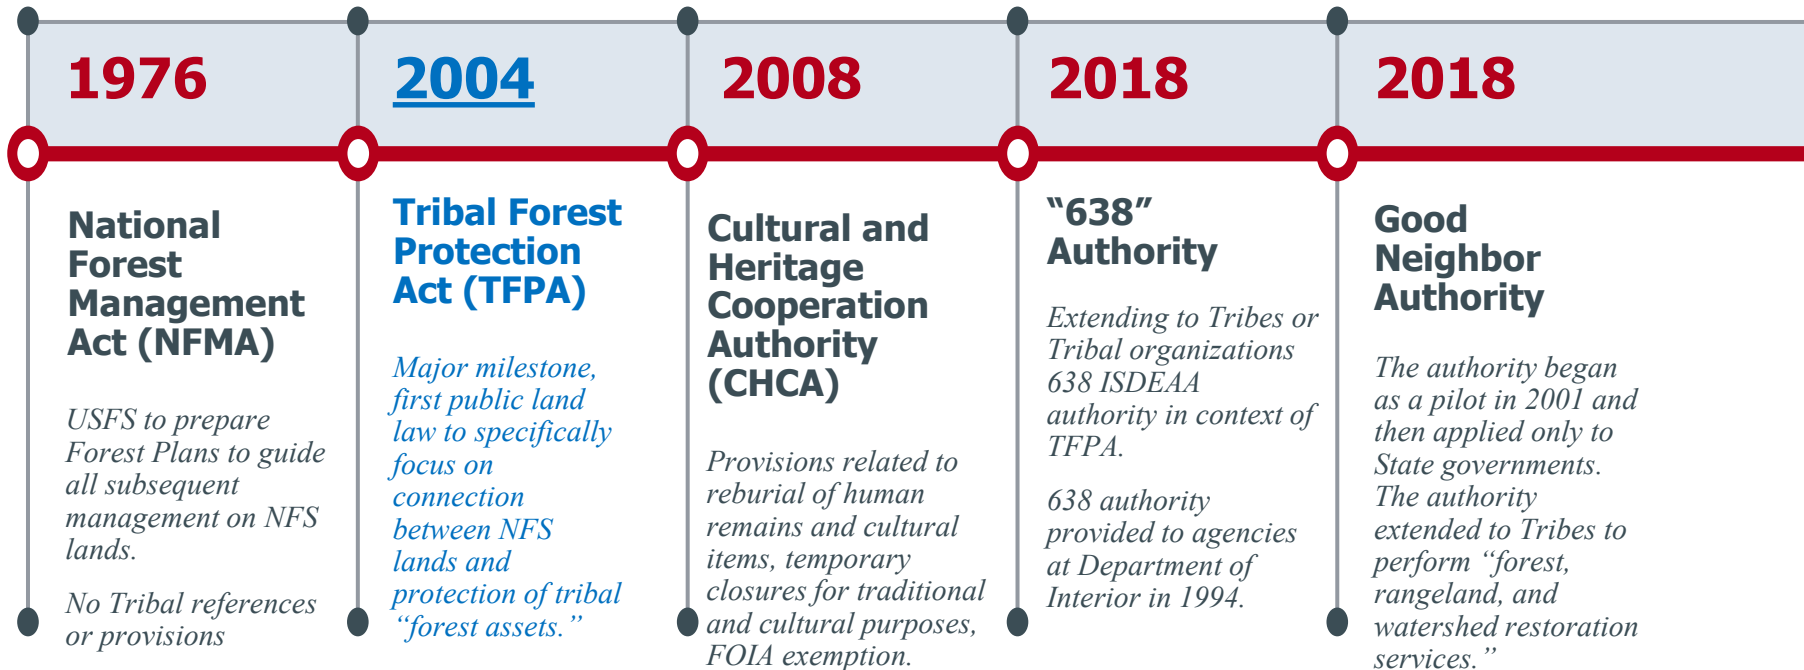 1976
National
Forest
Management
Act (NFMA)
USFS to prepare
Forest Plans to guide
all subsequent
management on NFS
lands.
No Tribal references
or provisions
2004
Tribal Forest
Protection
Act (TFPA)
Major milestone,
first public land
law to specifically
focus on
connection
between NFS
lands and
protection of tribal
“forest assets.”
2008
Cultural and
Heritage
Cooperation
Authority
(CHCA)
Provisions related to
reburial of human
remains and cultural
items, temporary
closures for traditional
and cultural purposes,
FOIA exemption.
2018
“638”
Authority
Extending to Tribes or
Tribal organizations
638 ISDEAA
authority in context of
TFPA.
638 authority
provided to agencies
at Department of
Interior in 1994.
2018
Good
Neighbor
Authority
The authority began
as a pilot in 2001 and
then applied only to
State governments.
The authority
extended to Tribes to
perform “forest,
rangeland, and
watershed restoration
services.”